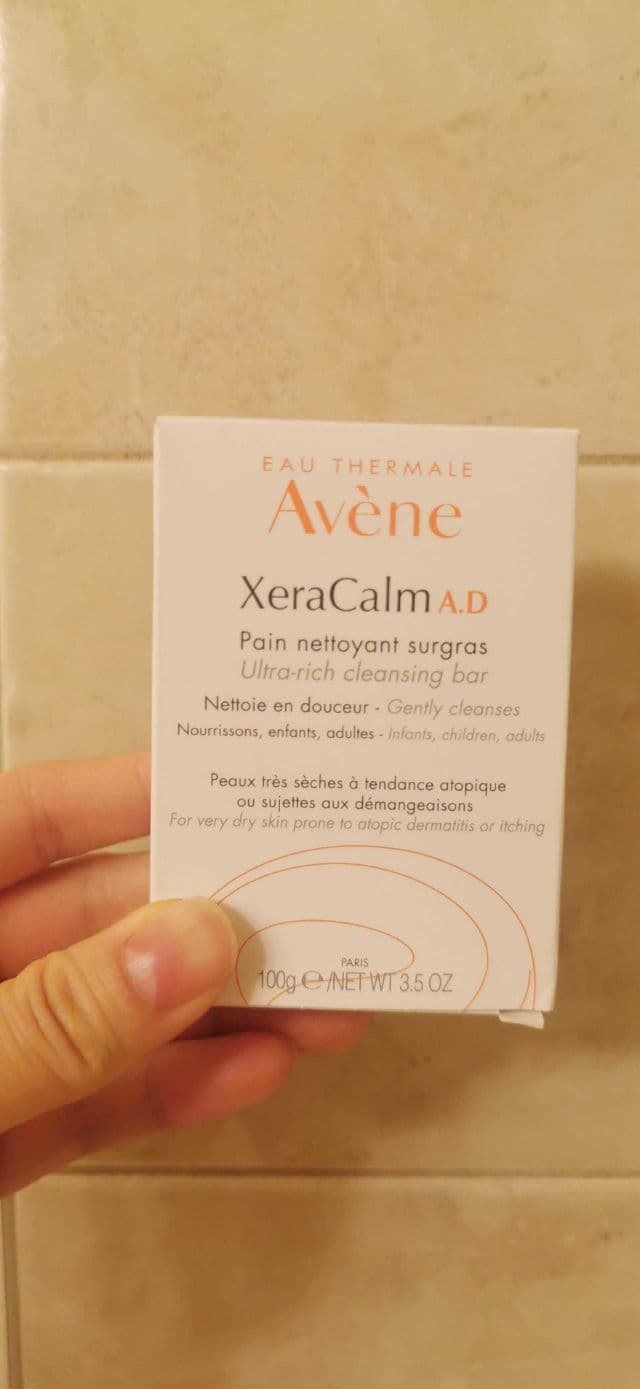 EAU THERMALE
Avène
XeraCalm A.D
Pain nettoyant surgras
Ultra-rich cleansing bar
Nettoie en douceur - Gently cleanses
Nourrissons, enfants, adultes - Infants, children, adults
Peaux très sèches à tendance atopique
ou sujettes aux démangeaisons
For very dry skin prone to atopic dermatitis or itching
PARIS
100g ℮/NET WT 3.5 OZ